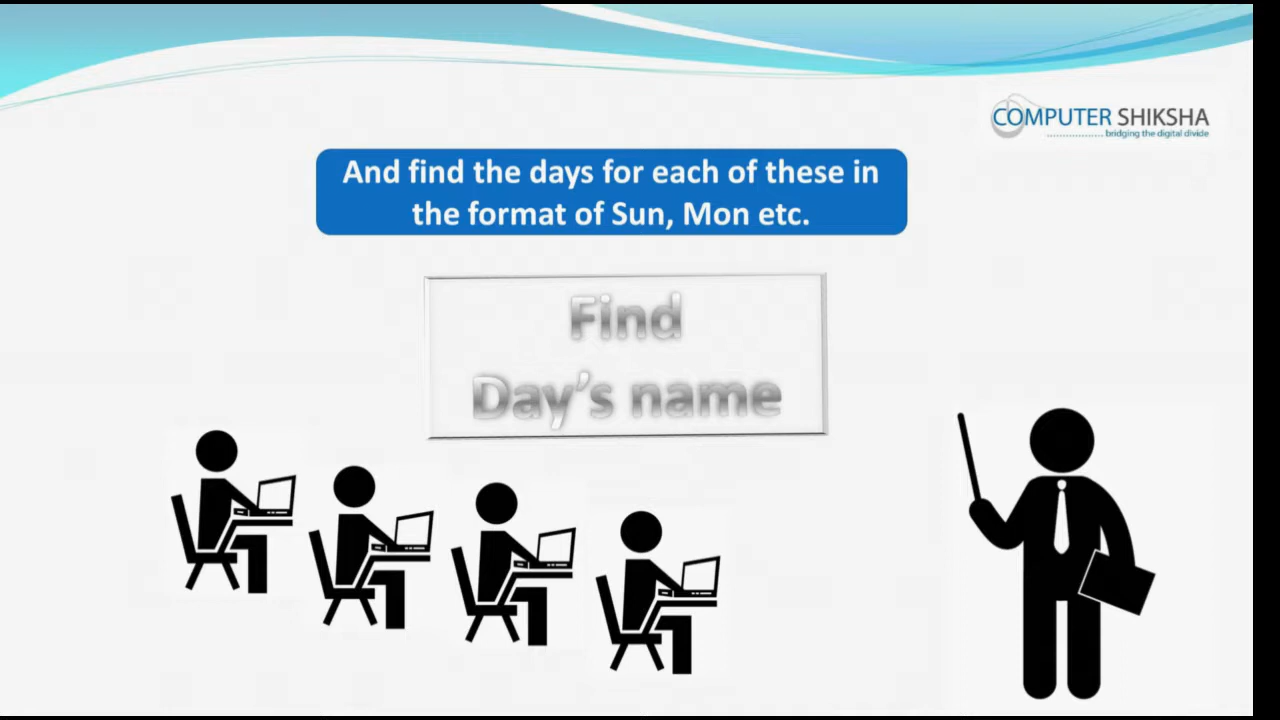 COMPUTER SHIKSHA
bridging the digital divide
And find the days for each of these in
the format of Sun, Mon etc.
Find
Day's name